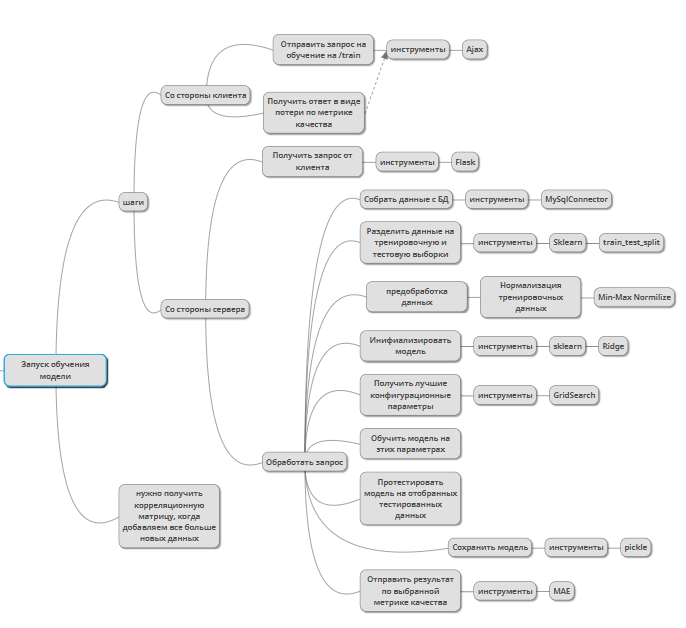 Отправить запрос на
обучение на /train
инструменты
Ajax
Со стороны клиента
Получить ответ в виде
потери по метрике
качества
Получить запрос от
клиента
инструменты
Flask
шаги
Собрать данные с БД
инструменты
MySqlConnector
Разделить данные на
тренировочную и
тестовую выборки
инструменты
Sklearn
train_test_split
предобработка
данных
Нормализация
тренировочных
данных
Min-Max Normilize
Со стороны сервера
Инифиализировать
модель
инструменты
sklearn
Ridge
Запуск обучения
модели
Получить лучшие
конфигурационные
параметры
инструменты
GridSearch
Обучить модель на
этих параметрах
Обработать запрос
Протестировать
модель на отобранных
тестированных
данных
нужно получить
корреляционную
матрицу, когда
добавляем все больше
новых данных
Сохранить модель
инструменты
pickle
Отправить результат
по выбранной
метрике качества
инструменты
MAE